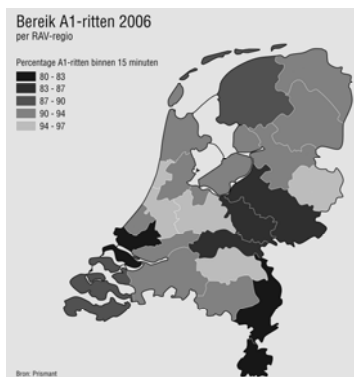 Bereik A1-ritten 2006
per RAV-regio
Percentage A1-ritten binnen 15 minuten
80 - 83
83 - 87
87 - 90
90 - 94
94 - 97
Bron: Prismant